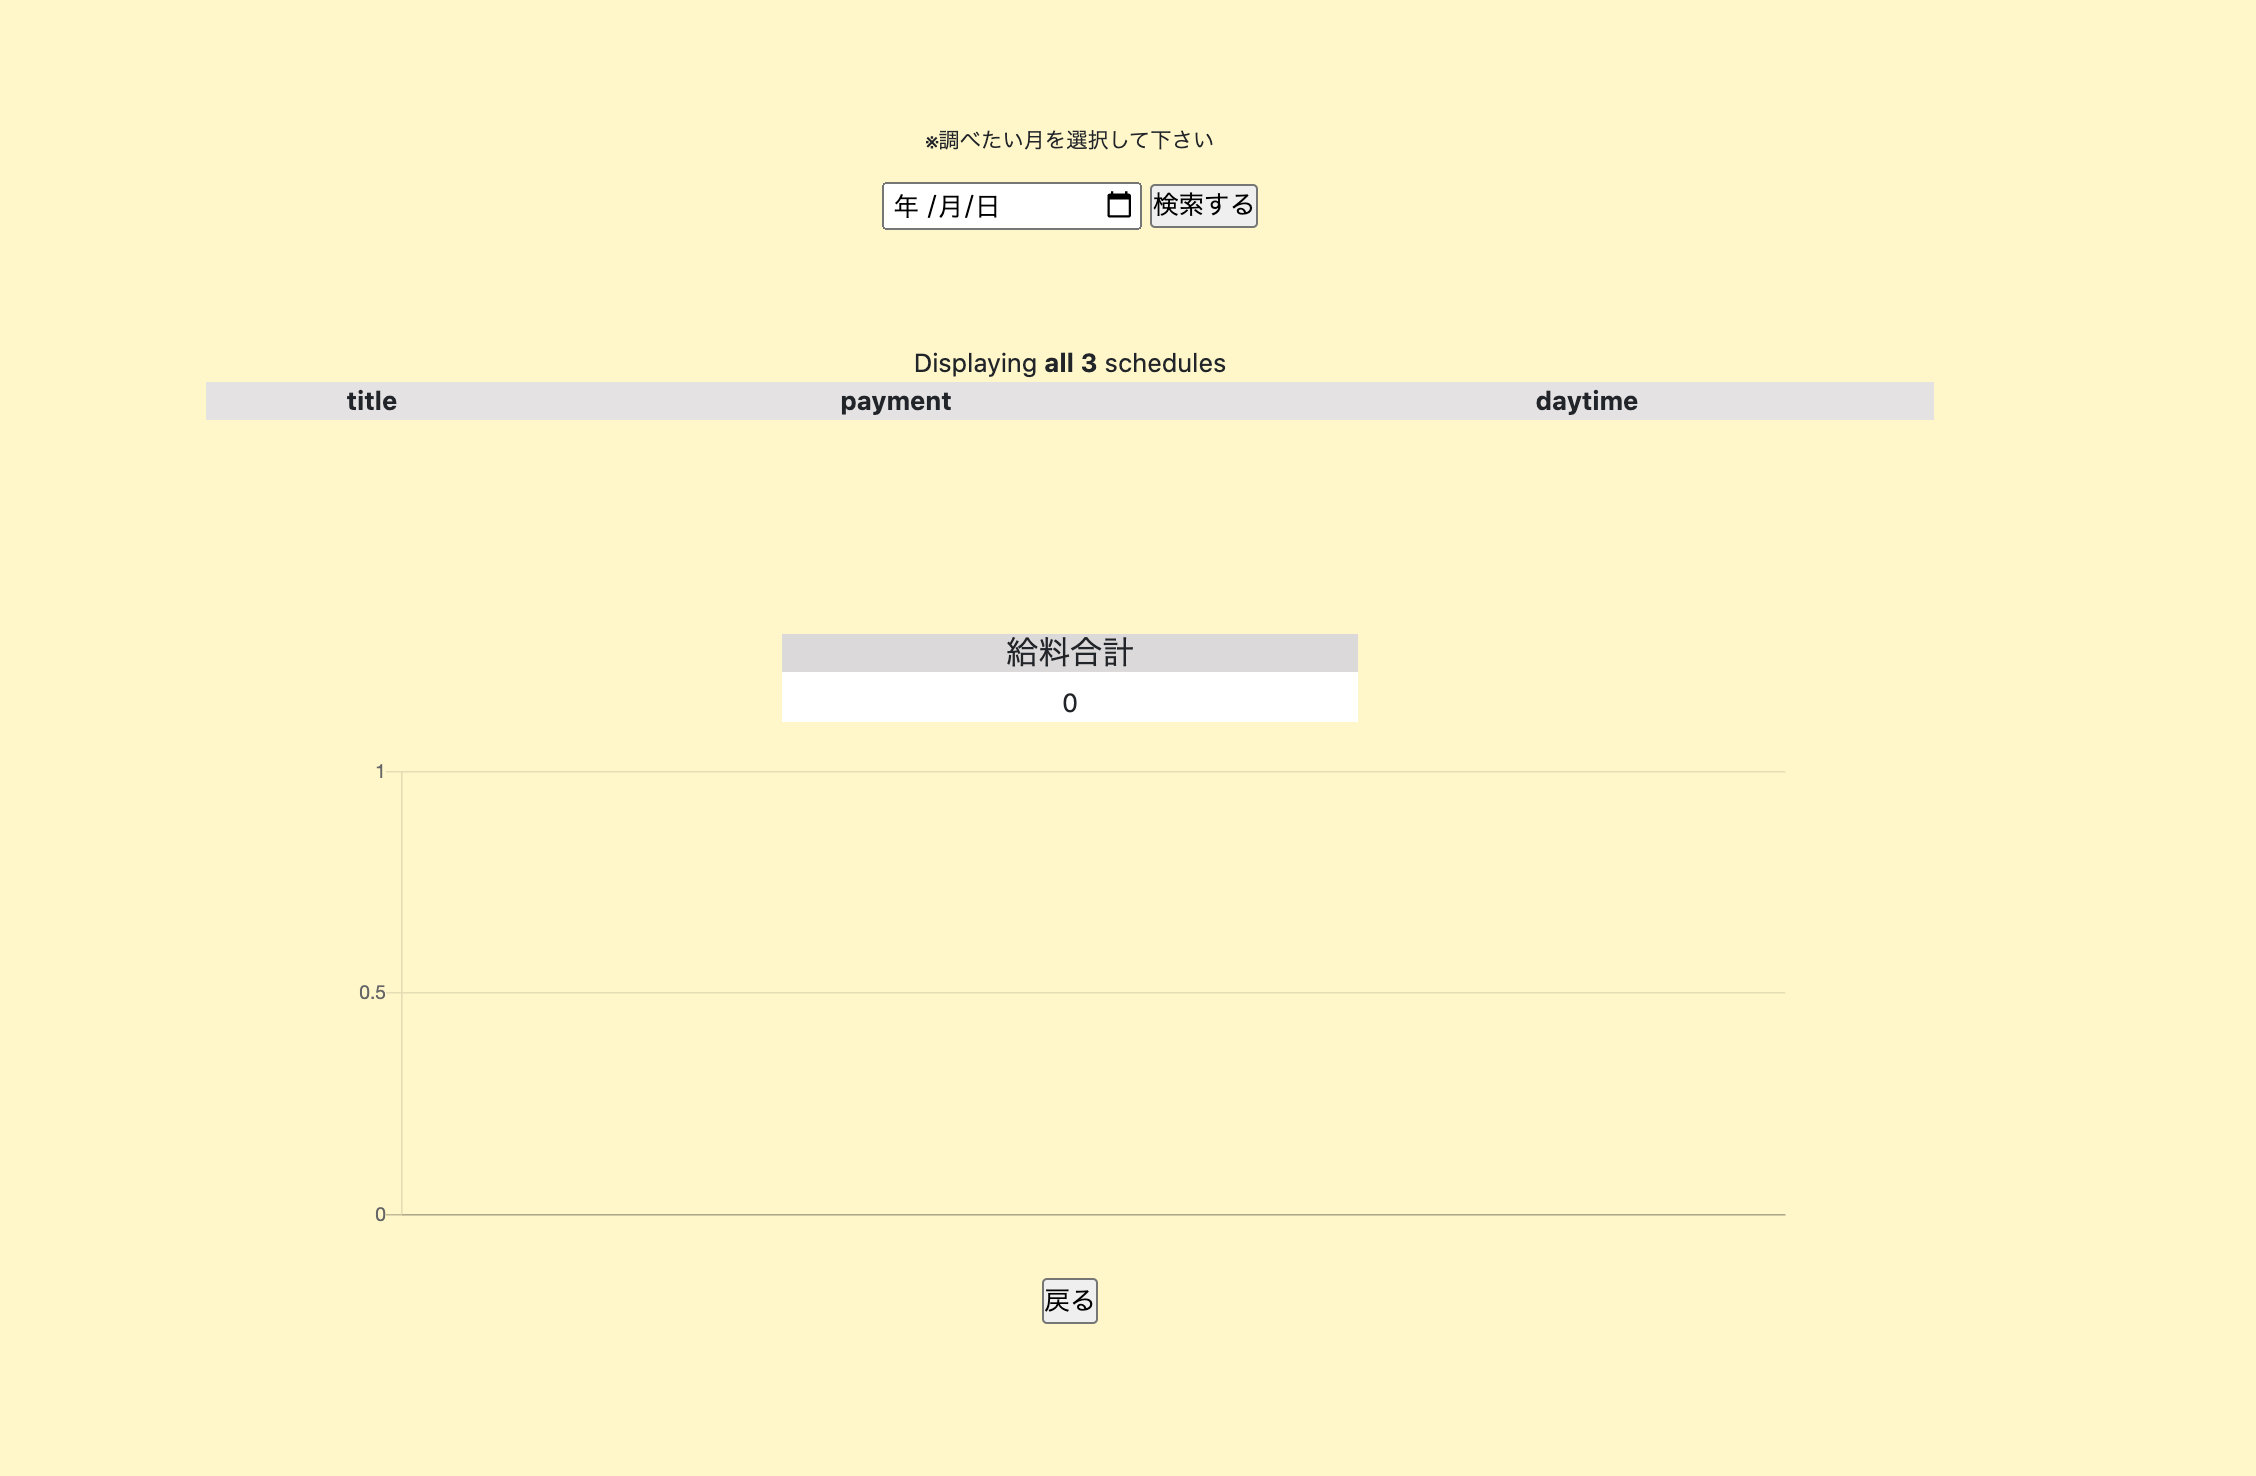 ※調べたい月を選択して下さい
年 /月/日 検索する
Displaying all 3 schedules
title payment daytime
給料合計
0
1
0.5
0
戻る